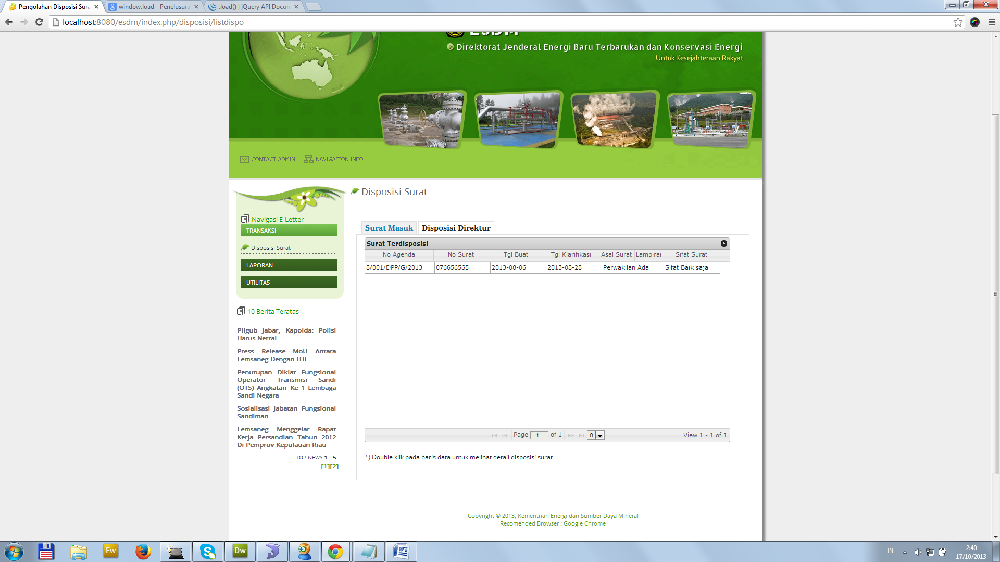 Pengolahan Disposisi Sura
window.load - Penelusura
.load() | jQuery API Docum
localhost:8080/esdm/index.php/disposisi/listdispo
ESDM
Direktorat Jenderal Energi Baru Terbarukan dan Konservasi Energi
Untuk Kesejahteraan Rakyat
CONTACT ADMIN
NAVIGATION INFO
Navigasi E-Letter
TRANSAKSI
Disposisi Surat
LAPORAN
UTILITAS
10 Berita Teratas
Pilgub Jabar, Kapolda: Polisi
Harus Netral
Press Release MoU Antara
Lemsaneg Dengan ITB
Penutupan Diklat Fungsional
Operator Transmisi Sandi
(OTS) Angkatan Ke 1 Lembaga
Sandi Negara
Sosialisasi Jabatan Fungsional
Sandiman
Lemsaneg Menggelar Rapat
Kerja Persandian Tahun 2012
Di Pemprov Kepulauan Riau
TOP NEWS 1 - 5
[1][2]
Disposisi Surat
Surat Masuk Disposisi Direktur
Surat Terdisposisi
No Agenda No Surat Tgl Buat Tgl Klarifikasi Asal Surat Lampiran Sifat Surat
8/001/DPP/G/2013 076656565 2013-08-06 2013-08-28 Perwakilan Ada Sifat Baik saja
Page 1 of 1 0 View 1 - 1 of 1
*) Double klik pada baris data untuk melihat detail disposisi surat
Copyright © 2013, Kementrian Energi dan Sumber Daya Mineral
Recomended Browser : Google Chrome
Fw
Dw
IN
2:40
17/10/2013